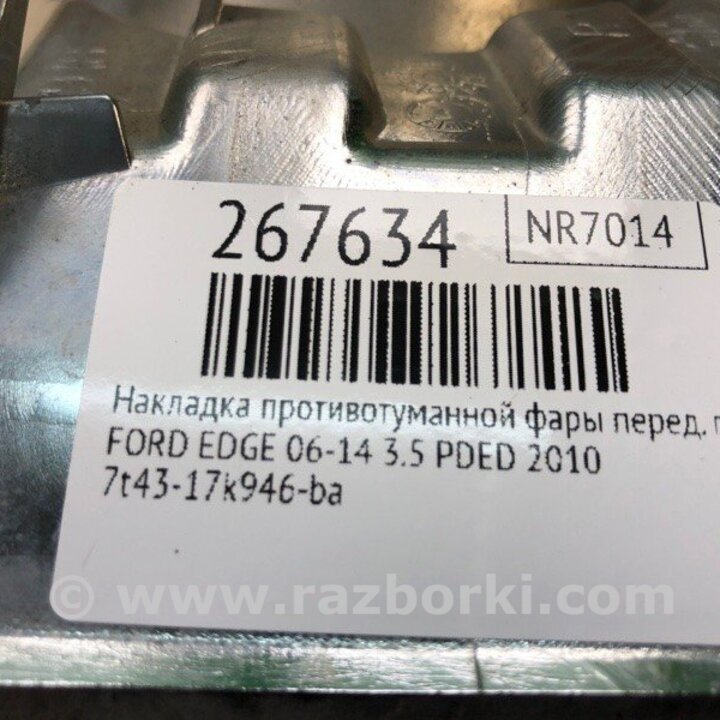 267634
NR7014
Накладка противотуманной фары перед.
FORD EDGE 06-14 3.5 PDED 2010
7t43-17k946-ba
© www.razborki.com